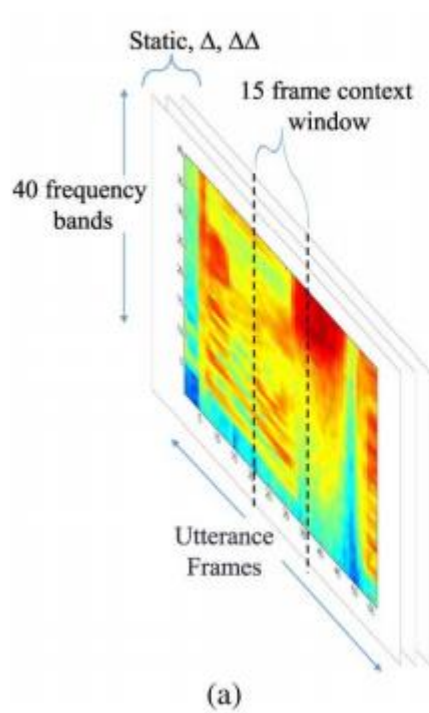 Static, Δ, ΔΔ
15 frame context
window
40 frequency
bands
Utterance
Frames
(a)